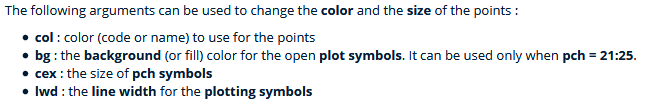 The following arguments can be used to change the color and the size of the points :
• col : color (code or name) to use for the points
• bg : the background (or fill) color for the open plot symbols. It can be used only when pch = 21:25.
• cex : the size of pch symbols
• lwd : the line width for the plotting symbols